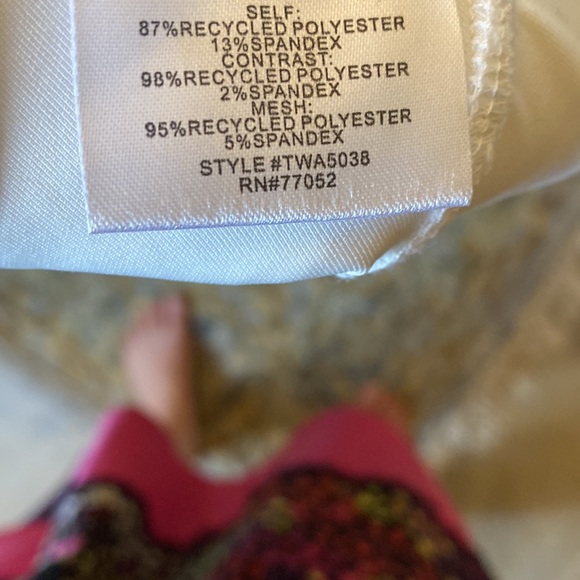 SELF:
87%RECYCLED POLYESTER
13%SPANDEX
CONTRAST:
98%RECYCLED POLYESTER
2%SPANDEX
MESH:
95%RECYCLED POLYESTER
5%SPANDEX
STYLE #TWA5038
RN#77052